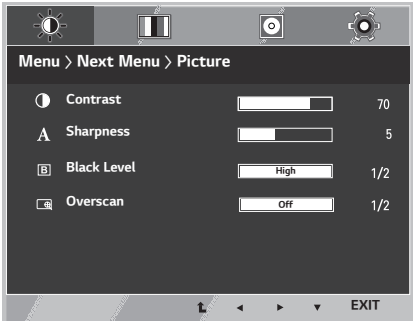 Menu > Next Menu > Picture
Contrast 70
A Sharpness 5
B Black Level High 1/2
Overscan Off 1/2
EXIT